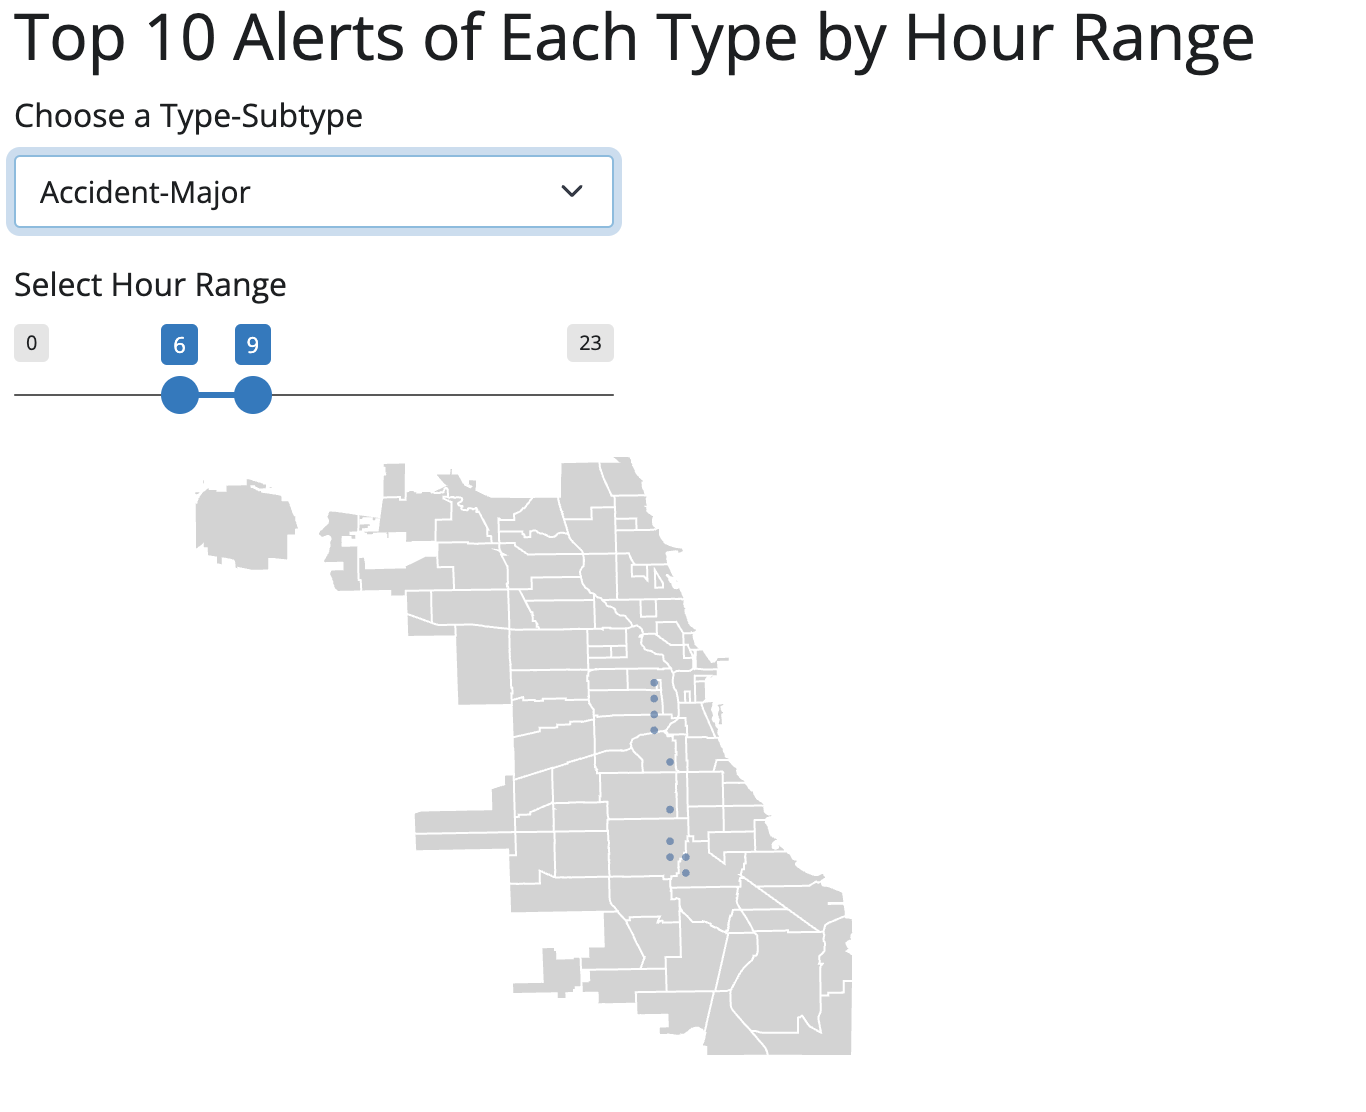 Top 10 Alerts of Each Type by Hour Range
Choose a Type-Subtype
Accident-Major
Select Hour Range
0 6 9 23